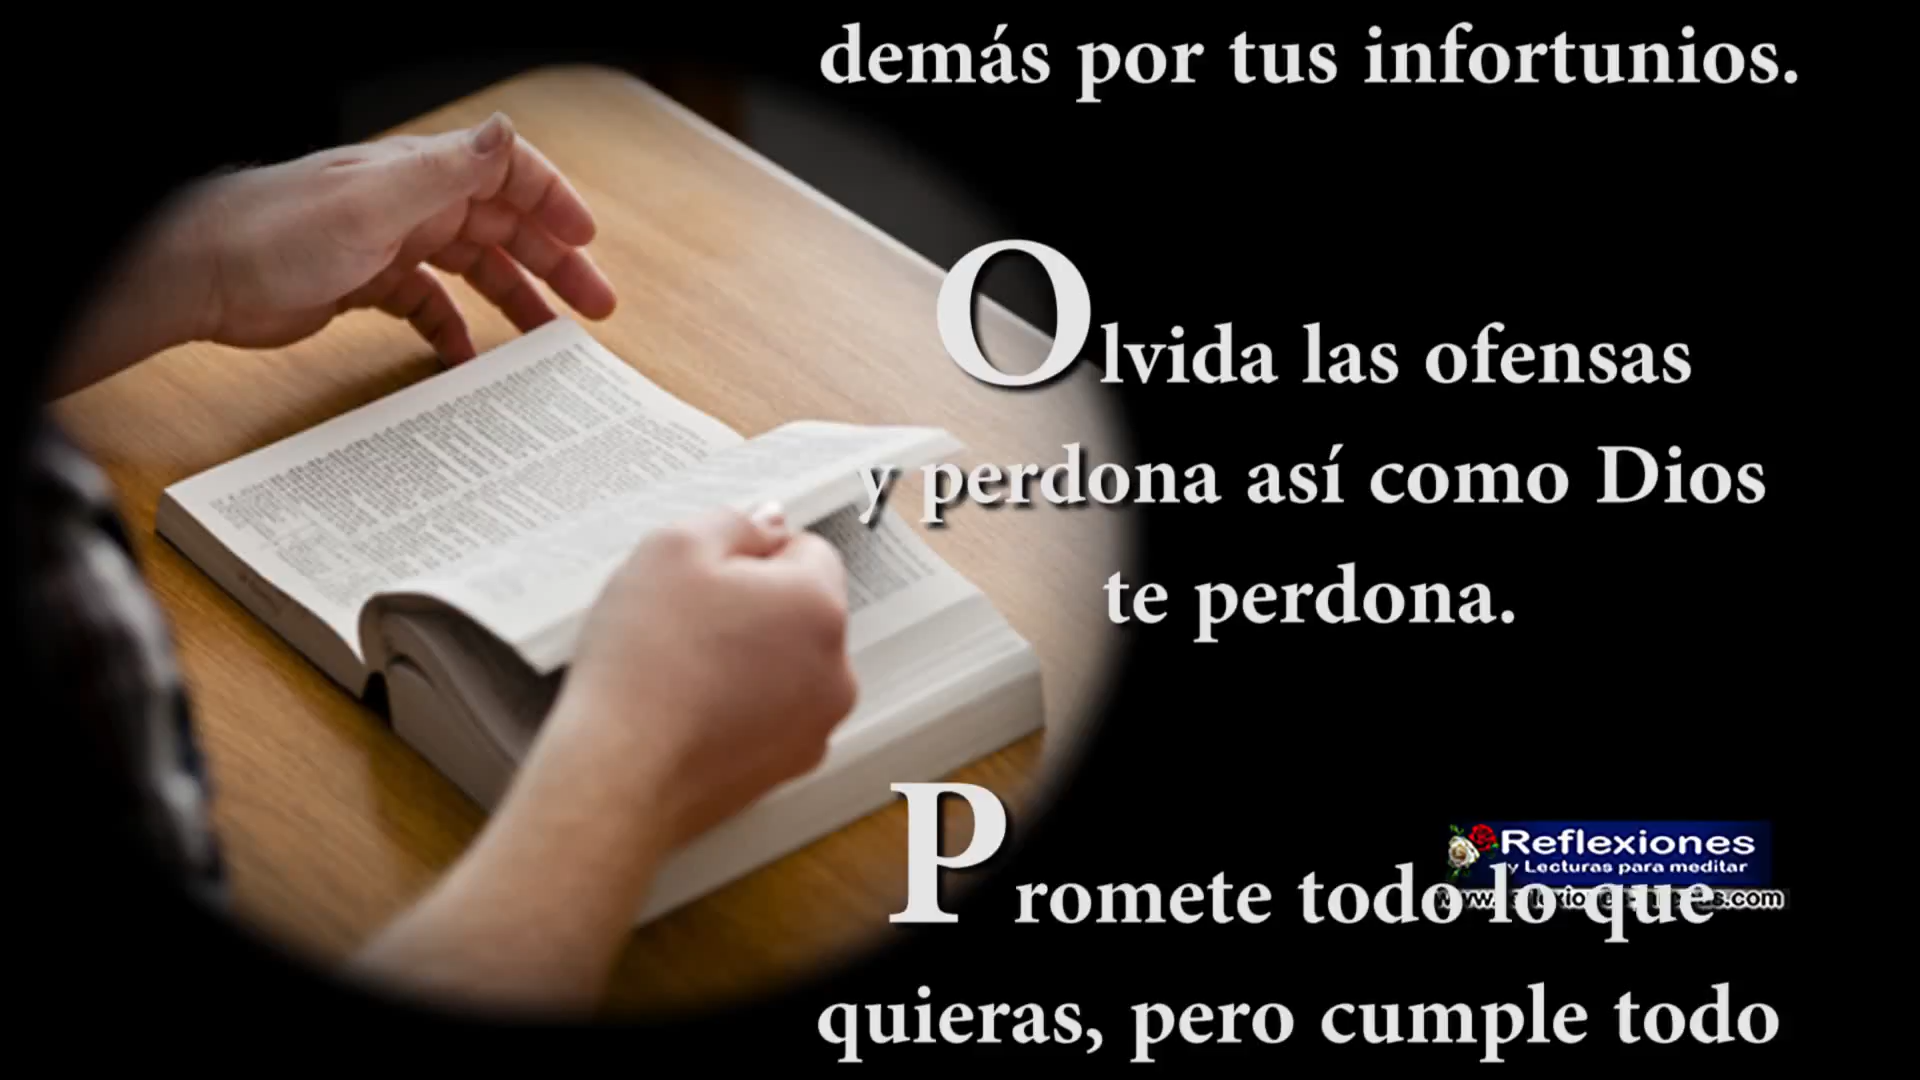 demás por tus infortunios.
Olvida las ofensas
y perdona así como Dios
te perdona.
Reflexiones
y Lecturas para meditar
Promete todo lo que
quieras, pero cumple todo